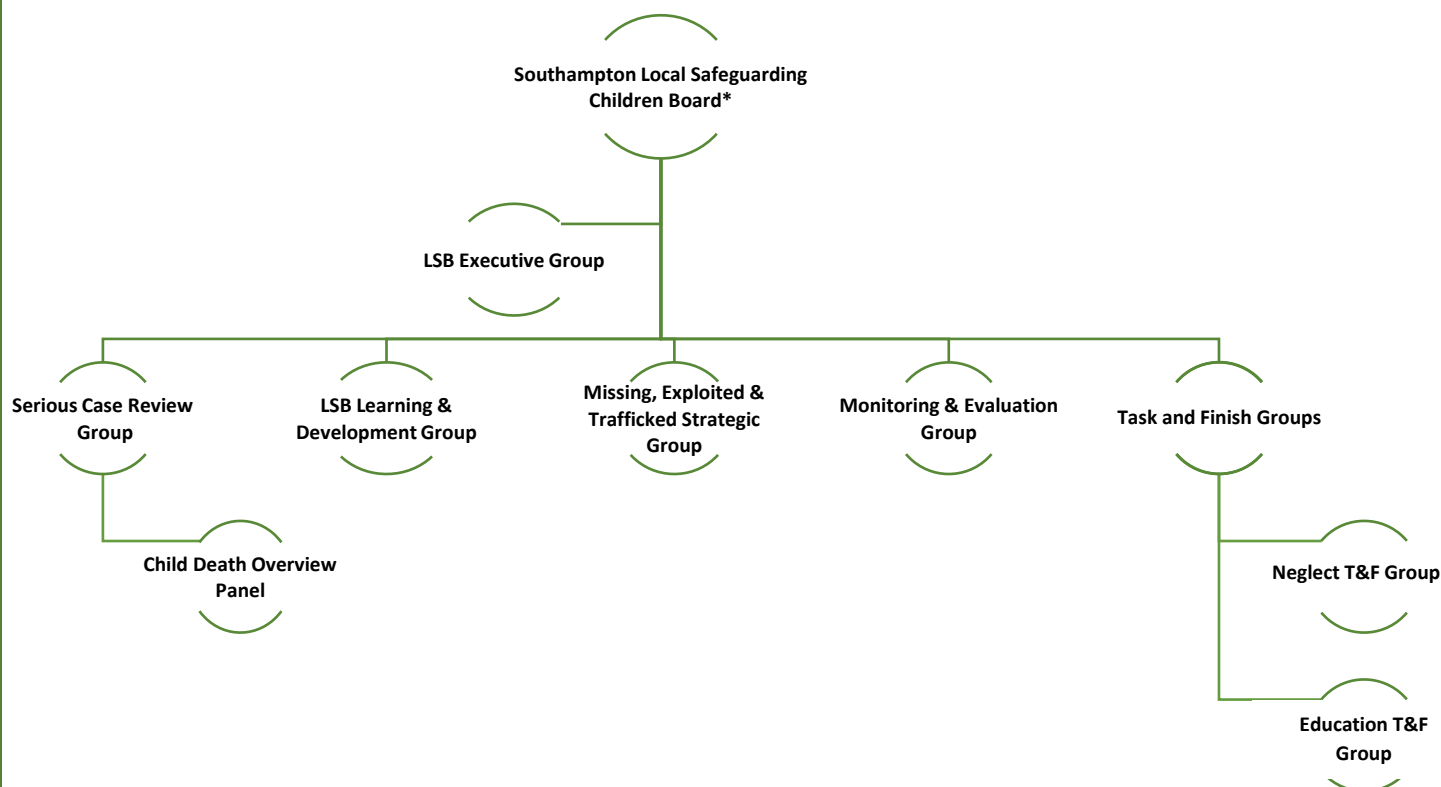 Southampton Local Safeguarding
Children Board*
LSB Executive Group
Serious Case Review
Group
LSB Learning &
Development Group
Missing, Exploited &
Trafficked Strategic
Group
Monitoring & Evaluation
Group
Task and Finish Groups
Child Death Overview
Panel
Neglect T&F Group
Education T&F
Group